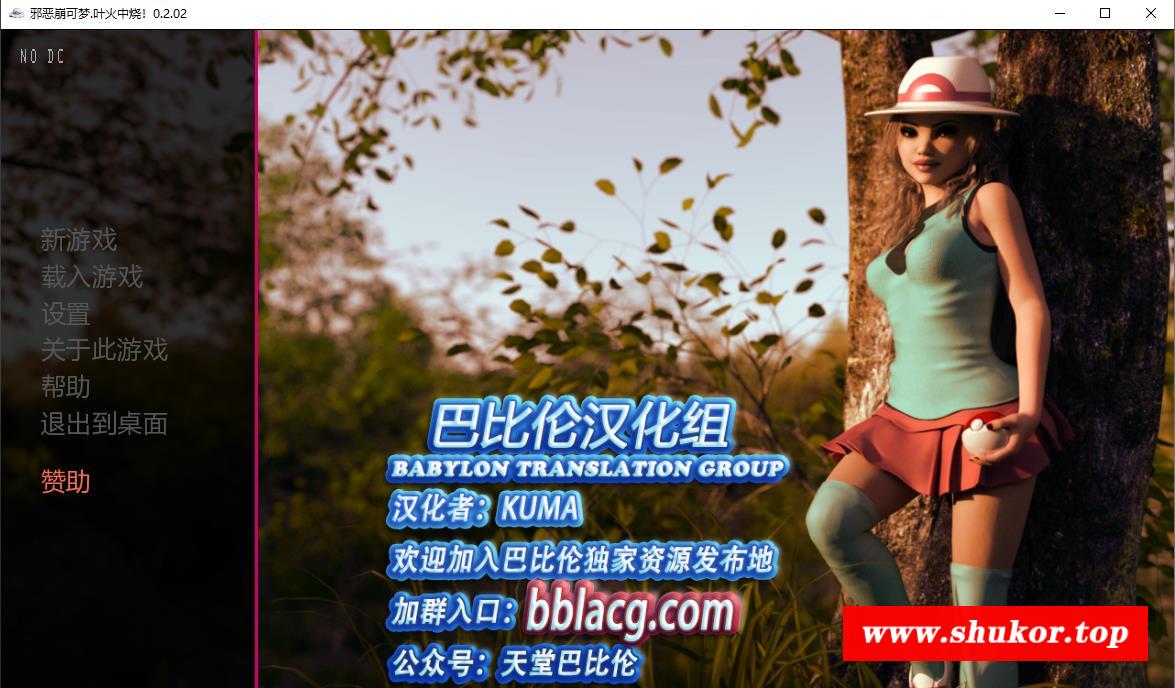 邪恶崩可梦.叶火中烧！0.2.02
NO DC
新游戏
载入游戏
设置
关于此游戏
帮助
退出到桌面
赞助
巴比伦汉化组
BABYLON TRANSLATION GROUP
汉化者：KUMA
欢迎加入巴比伦独家资源发布地
加群入口：bblacg.com
公众号：天堂巴比伦
www.shukor.top